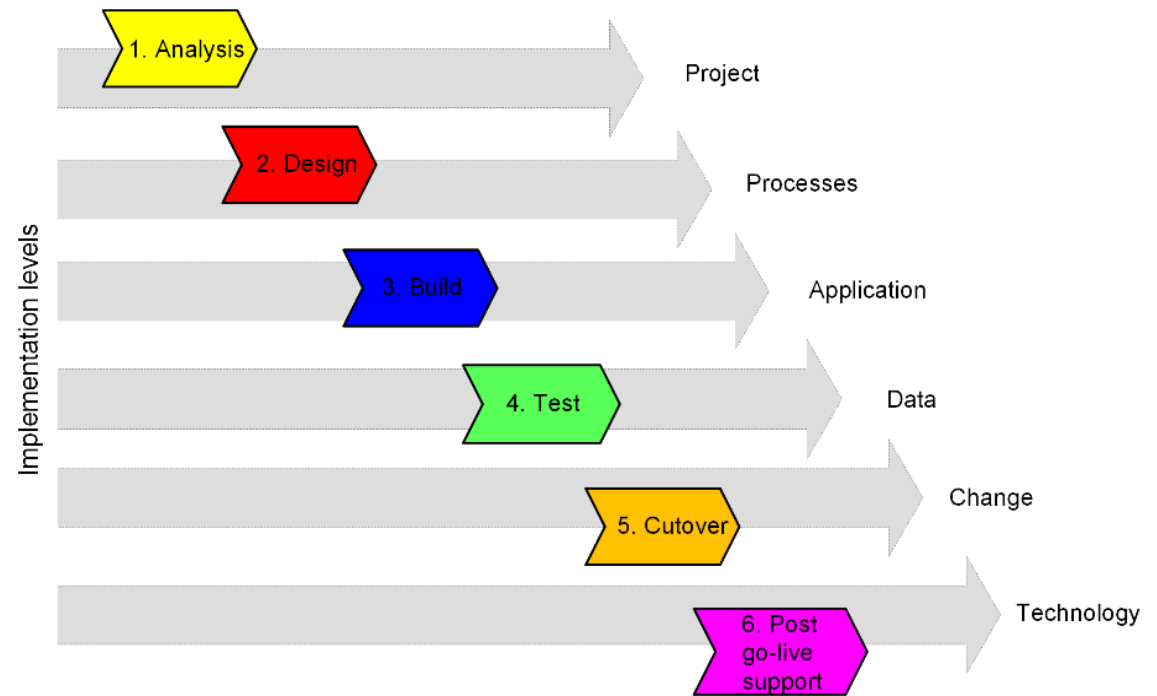 1. Analysis
Project
2. Design
Processes
Implementation levels
3. Build
Application
4. Test
Data
5. Cutover
Change
6. Post
go-live
support
Technology